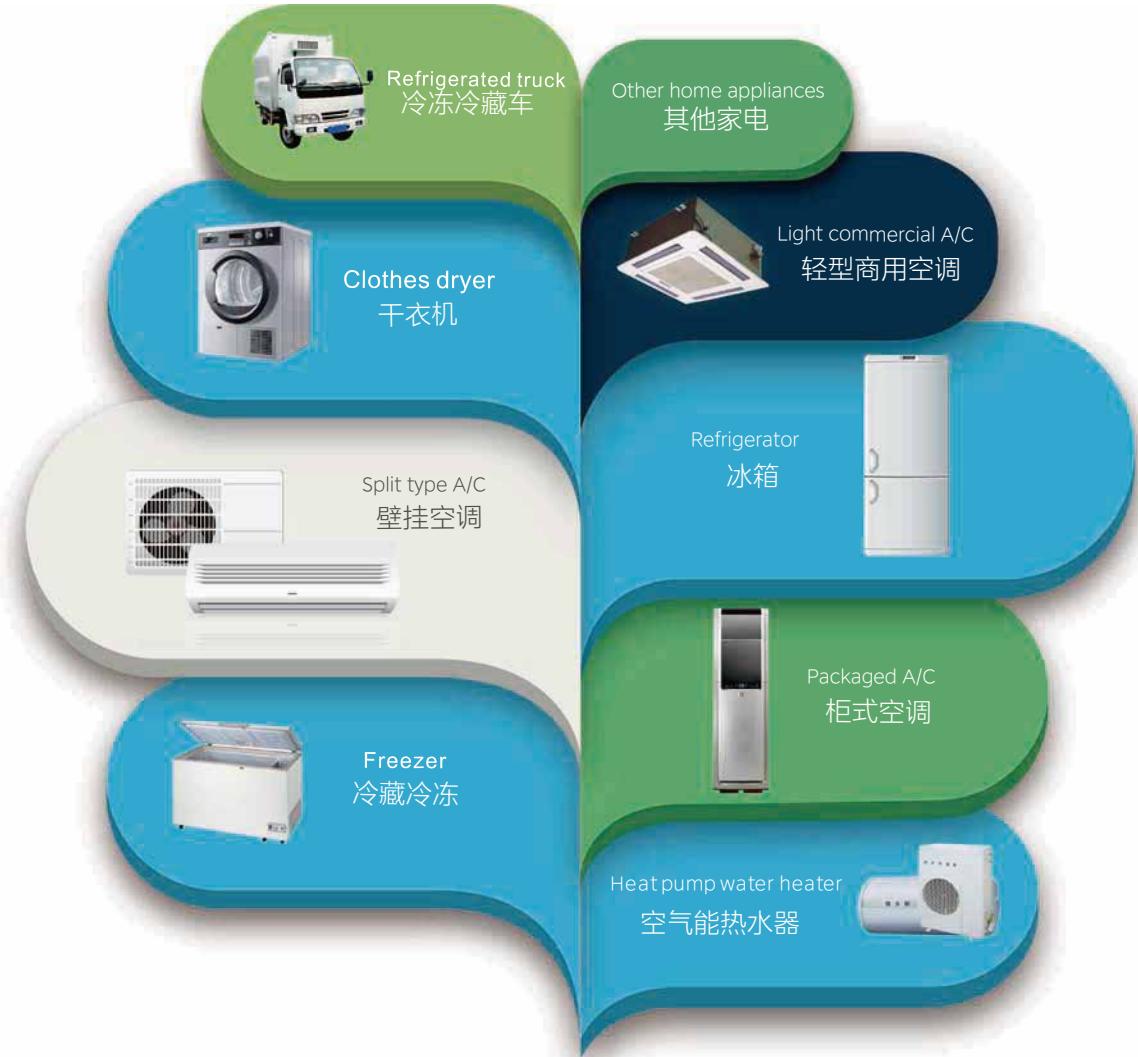 Refrigerated truck
冷冻冷藏车
Other home appliances
其他家电
Clothes dryer
干衣机
Light commercial A/C
轻型商用空调
Split type A/C
壁挂空调
Refrigerator
冰箱
Packaged A/C
柜式空调
Freezer
冷藏冷冻
Heat pump water heater
空气能热水器